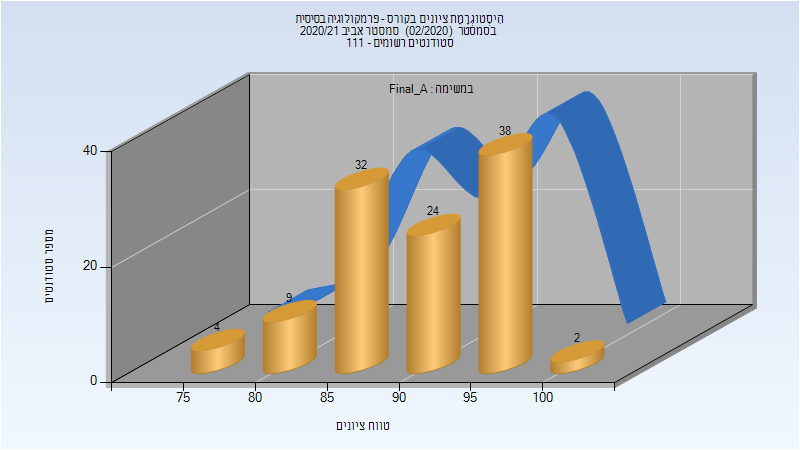 היסטוגרמת ציונים בקורס - פרמקולוגיה בסיסית
בסמסטר (02/2020) סמסטר אביב 2020/21
סטודנטים רשומים - 111
במשימה : Final_A
40
20
0
מספר סטודנטים
4
9
32
24
38
2
75
80
85
90
95
100
טווח ציונים